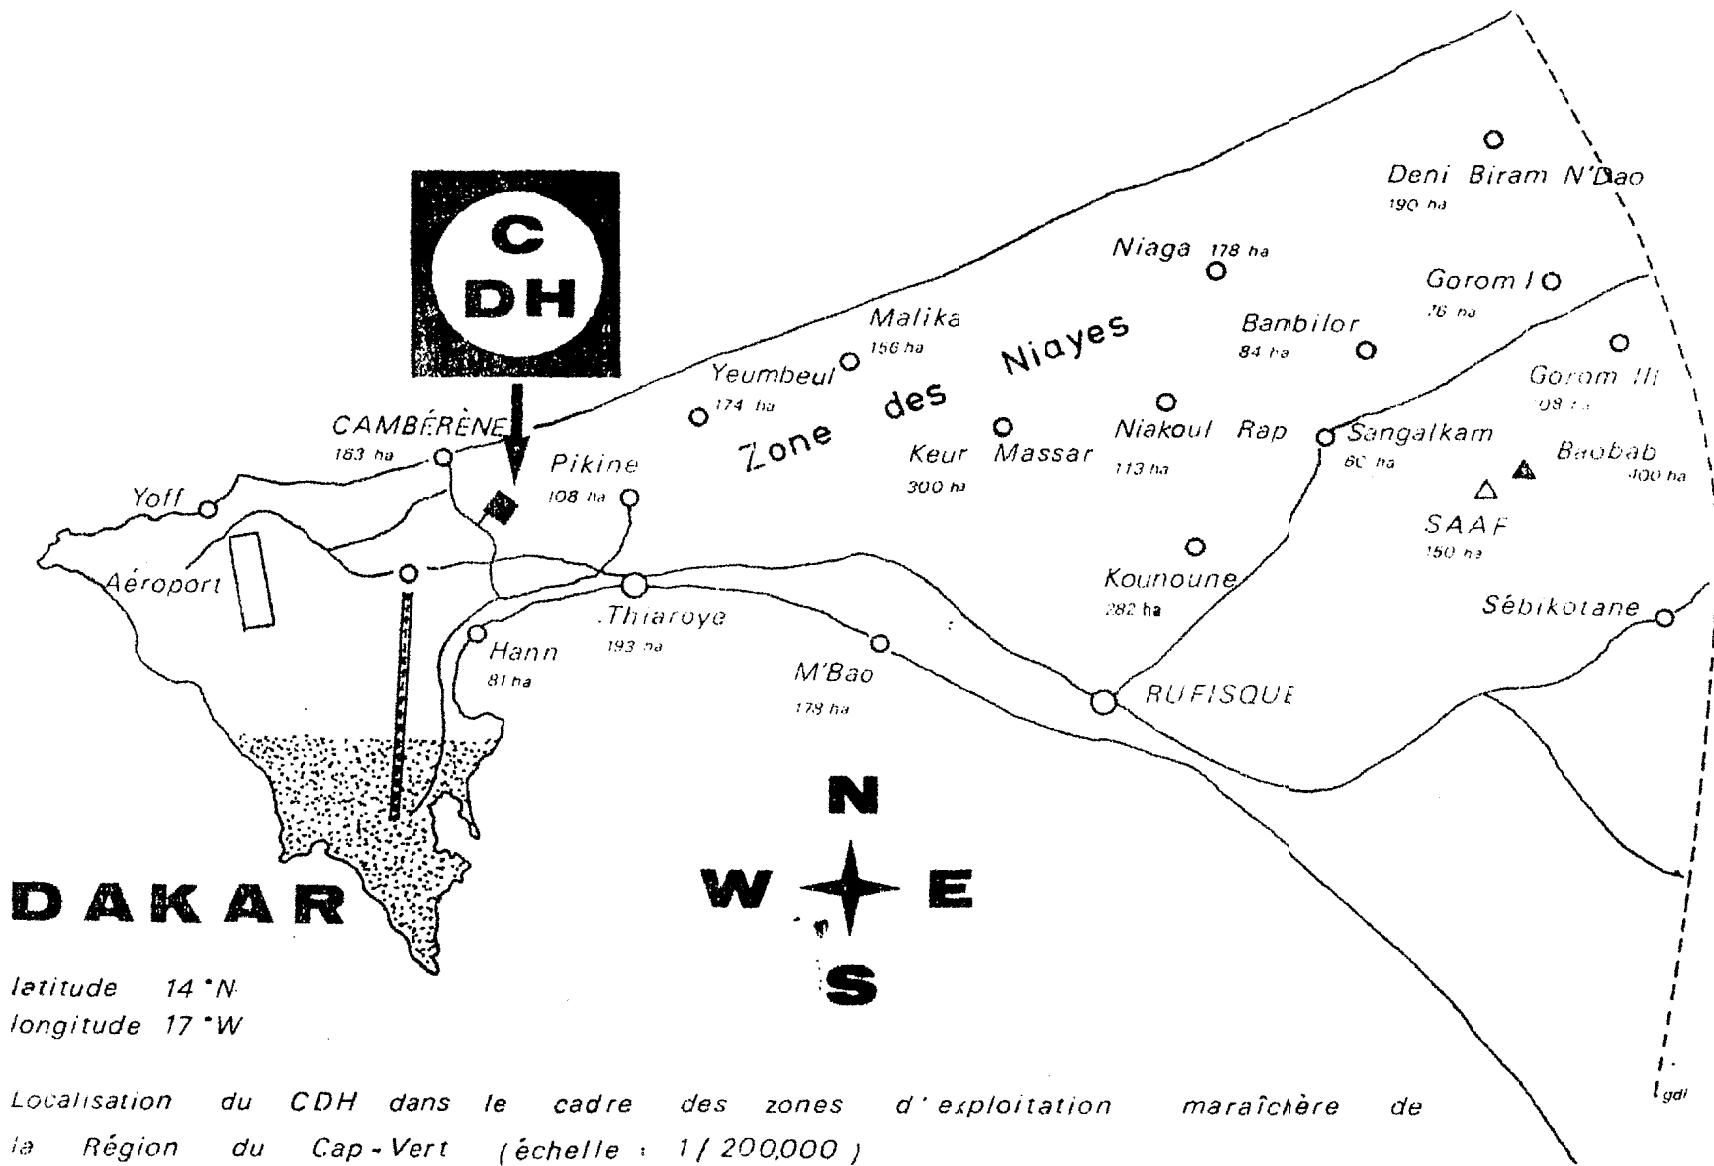 C
DH
Deni Biram N'Dao
190 ha
Niaga 178 ha
Gorom I
76 ha
Malika
156 ha
Banbilor
84 ha
Zone des Niayes
Yeumbeul
174 ha
Gorom III
CAMBÉRÈNE
163 ha
Pikine
108 ha
Keur Massar
300 ha
Niakoul Rap
113 ha
Sangalkam
60 ha
Baobab
400 ha
Yoff
SAAF
150 ha
Aéroport
Kounoune
282 ha
Sébikotane
Thiaroye
193 ha
Hann
81 ha
M'Bao
178 ha
RUFISQUE
N
W E
S
DAKAR
latitude 14°N
longitude 17°W
gdl
Localisation du CDH dans le cadre des zones d'exploitation maraîchère de
la Région du Cap-Vert (échelle : 1/200,000)